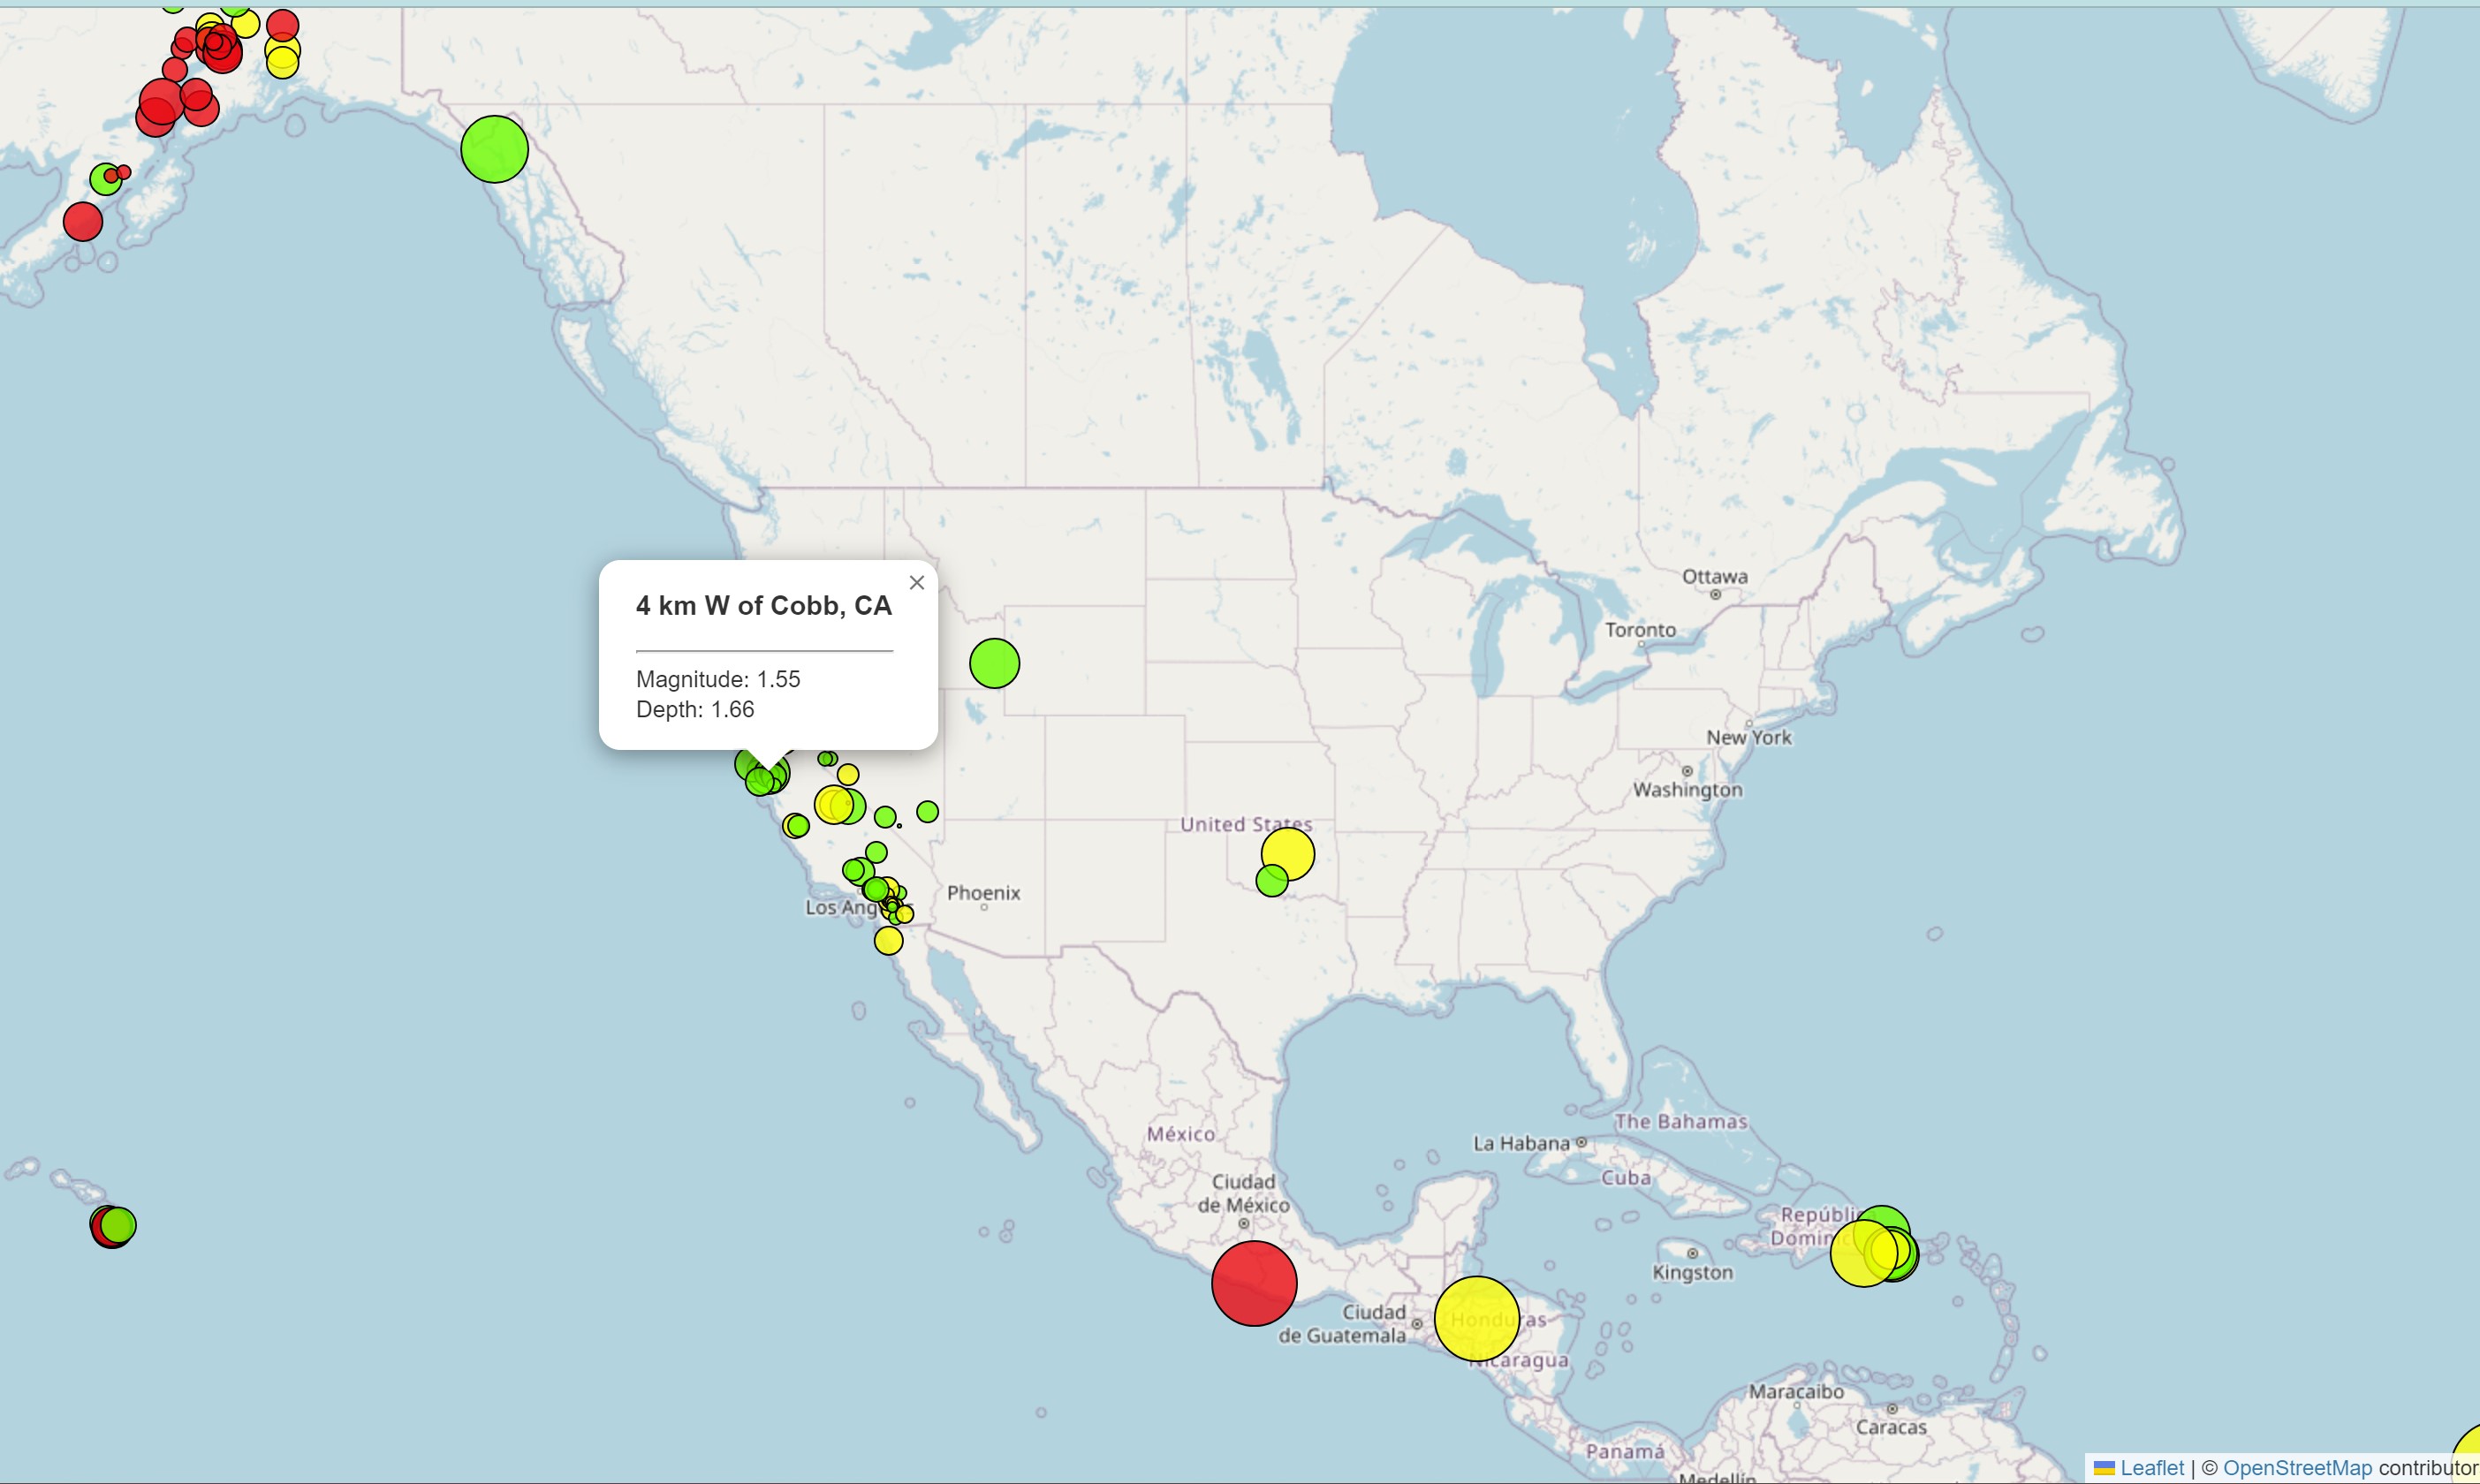 Ottawa
Toronto
4 km W of Cobb, CA
×
Magnitude: 1.55
Depth: 1.66
New York
Washington
United States
Phoenix
Los Ang s
The Bahamas
México
La Habana
Cuba
Ciudad
de México
Repúbli
Domini
Kingston
Ciudad
de Guatemala
Honduras
Nicaragua
Maracaibo
Caracas
Panamá
Medellín
Leaflet | © OpenStreetMap contributor